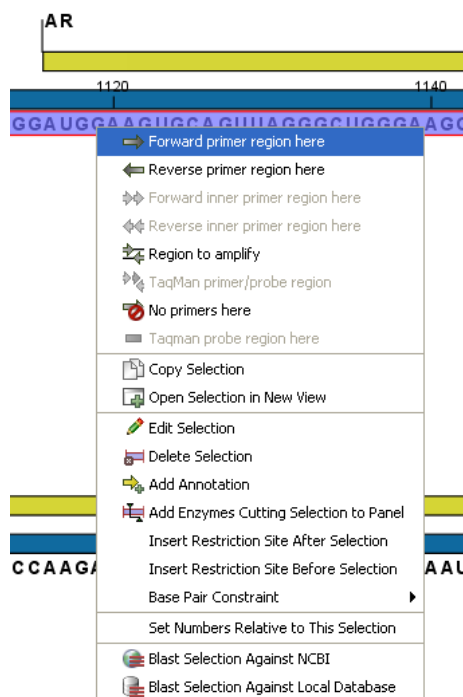 AR
1120 1140
GGAUGGAAGUGCAGUUAGGGCUGGGAAGG
Forward primer region here
Reverse primer region here
Forward inner primer region here
Reverse inner primer region here
Region to amplify
TaqMan primer/probe region
No primers here
Taqman probe region here
Copy Selection
Open Selection in New View
Edit Selection
Delete Selection
Add Annotation
Add Enzymes Cutting Selection to Panel
Insert Restriction Site After Selection
Insert Restriction Site Before Selection
CCAAGA AAU
Base Pair Constraint
Set Numbers Relative to This Selection
Blast Selection Against NCBI
Blast Selection Against Local Database